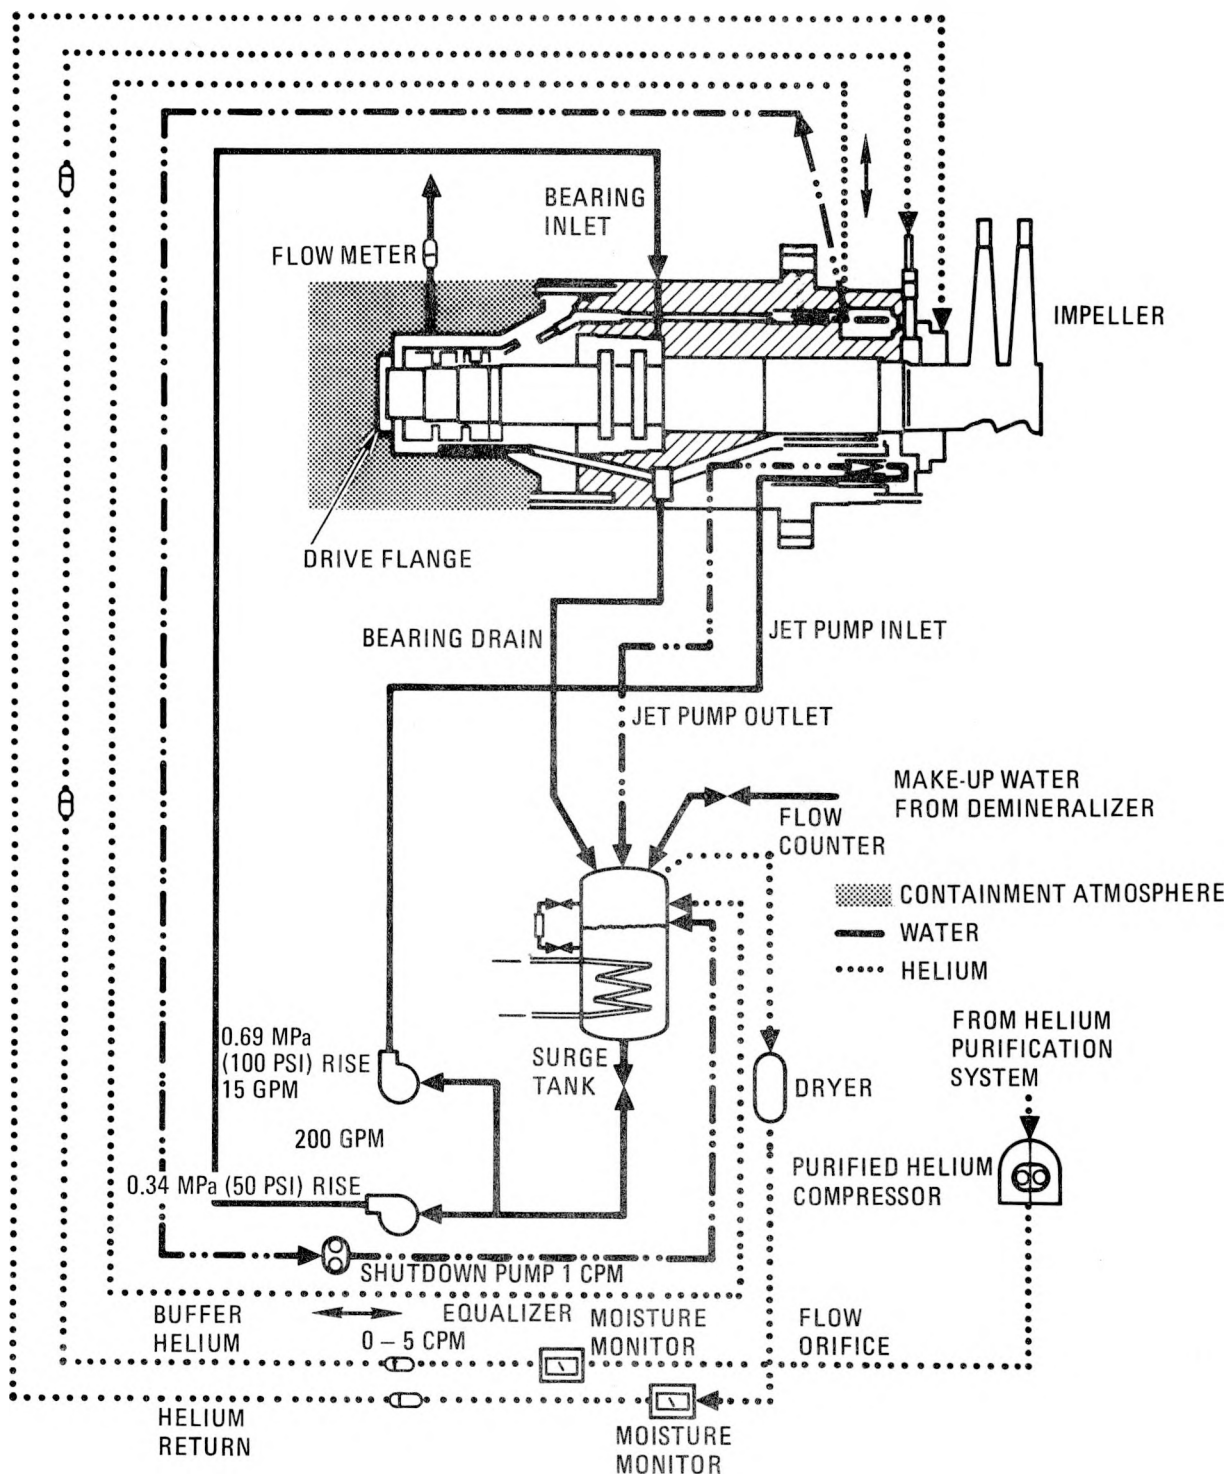 BEARING
INLET
FLOW METER
IMPELLER
DRIVE FLANGE
BEARING DRAIN
JET PUMP INLET
JET PUMP OUTLET
MAKE-UP WATER
FROM DEMINERALIZER
FLOW
COUNTER
CONTAINMENT ATMOSPHERE
WATER
HELIUM
0.69 MPa
(100 PSI) RISE
15 GPM
SURGE
TANK
DRYER
FROM HELIUM
PURIFICATION
SYSTEM
200 GPM
0.34 MPa (50 PSI) RISE
PURIFIED HELIUM
COMPRESSOR
SHUTDOWN PUMP 1 CPM
BUFFER
HELIUM
EQUALIZER
0 – 5 CPM
MOISTURE
MONITOR
FLOW
ORIFICE
HELIUM
RETURN
MOISTURE
MONITOR